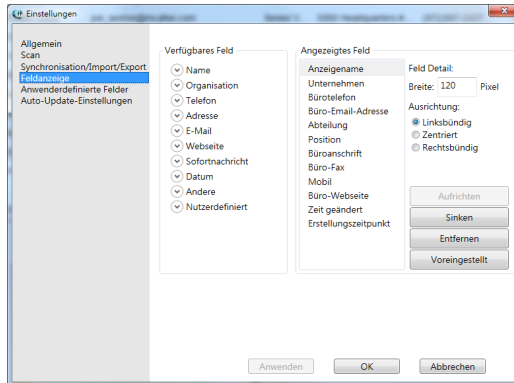 Einstellungen
Allgemein
Scan
Synchronisation/Import/Export
Feldanzeige
Anwenderdefinierte Felder
Auto-Update-Einstellungen
Verfügbares Feld
Name
Organisation
Telefon
Adresse
E-Mail
Webseite
Sofortnachricht
Datum
Andere
Nutzerdefiniert
Angezeigtes Feld
Anzeigename
Unternehmen
Bürotelefon
Büro-Email-Adresse
Abteilung
Position
Büroanschrift
Büro-Fax
Mobil
Büro-Webseite
Zeit geändert
Erstellungszeitpunkt
Feld Detail:
Breite: 120 Pixel
Ausrichtung:
Linksbündig
Zentriert
Rechtsbündig
Aufrichten
Sinken
Entfernen
Voreingestellt
Anwenden OK Abbrechen